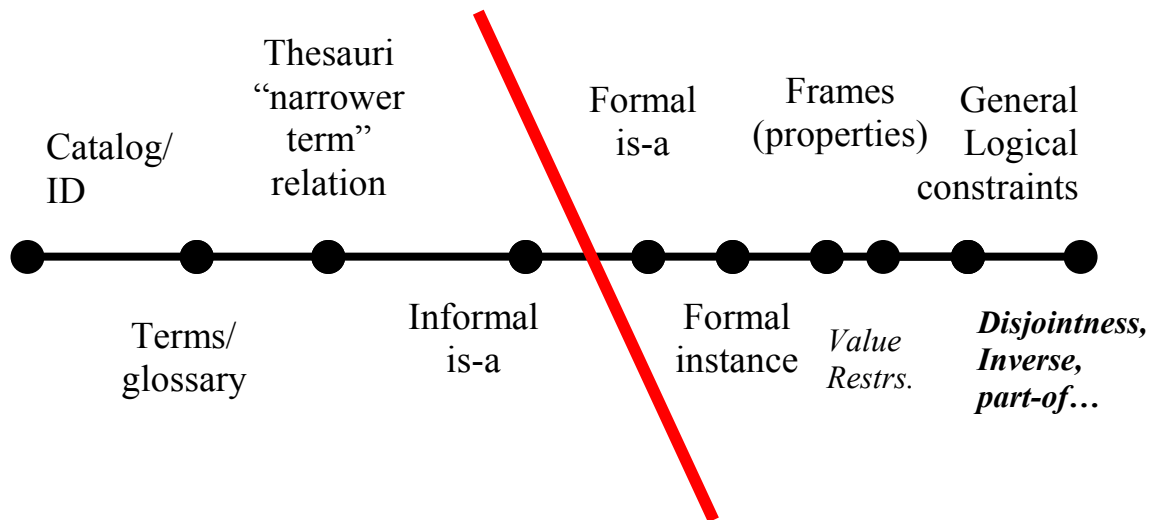 Catalog/
ID
Thesauri
“narrower
term”
relation
Formal
is-a
Frames
(properties)
General
Logical
constraints
Terms/
glossary
Informal
is-a
Formal
instance
Value
Restrs.
Disjointness,
Inverse,
part-of…